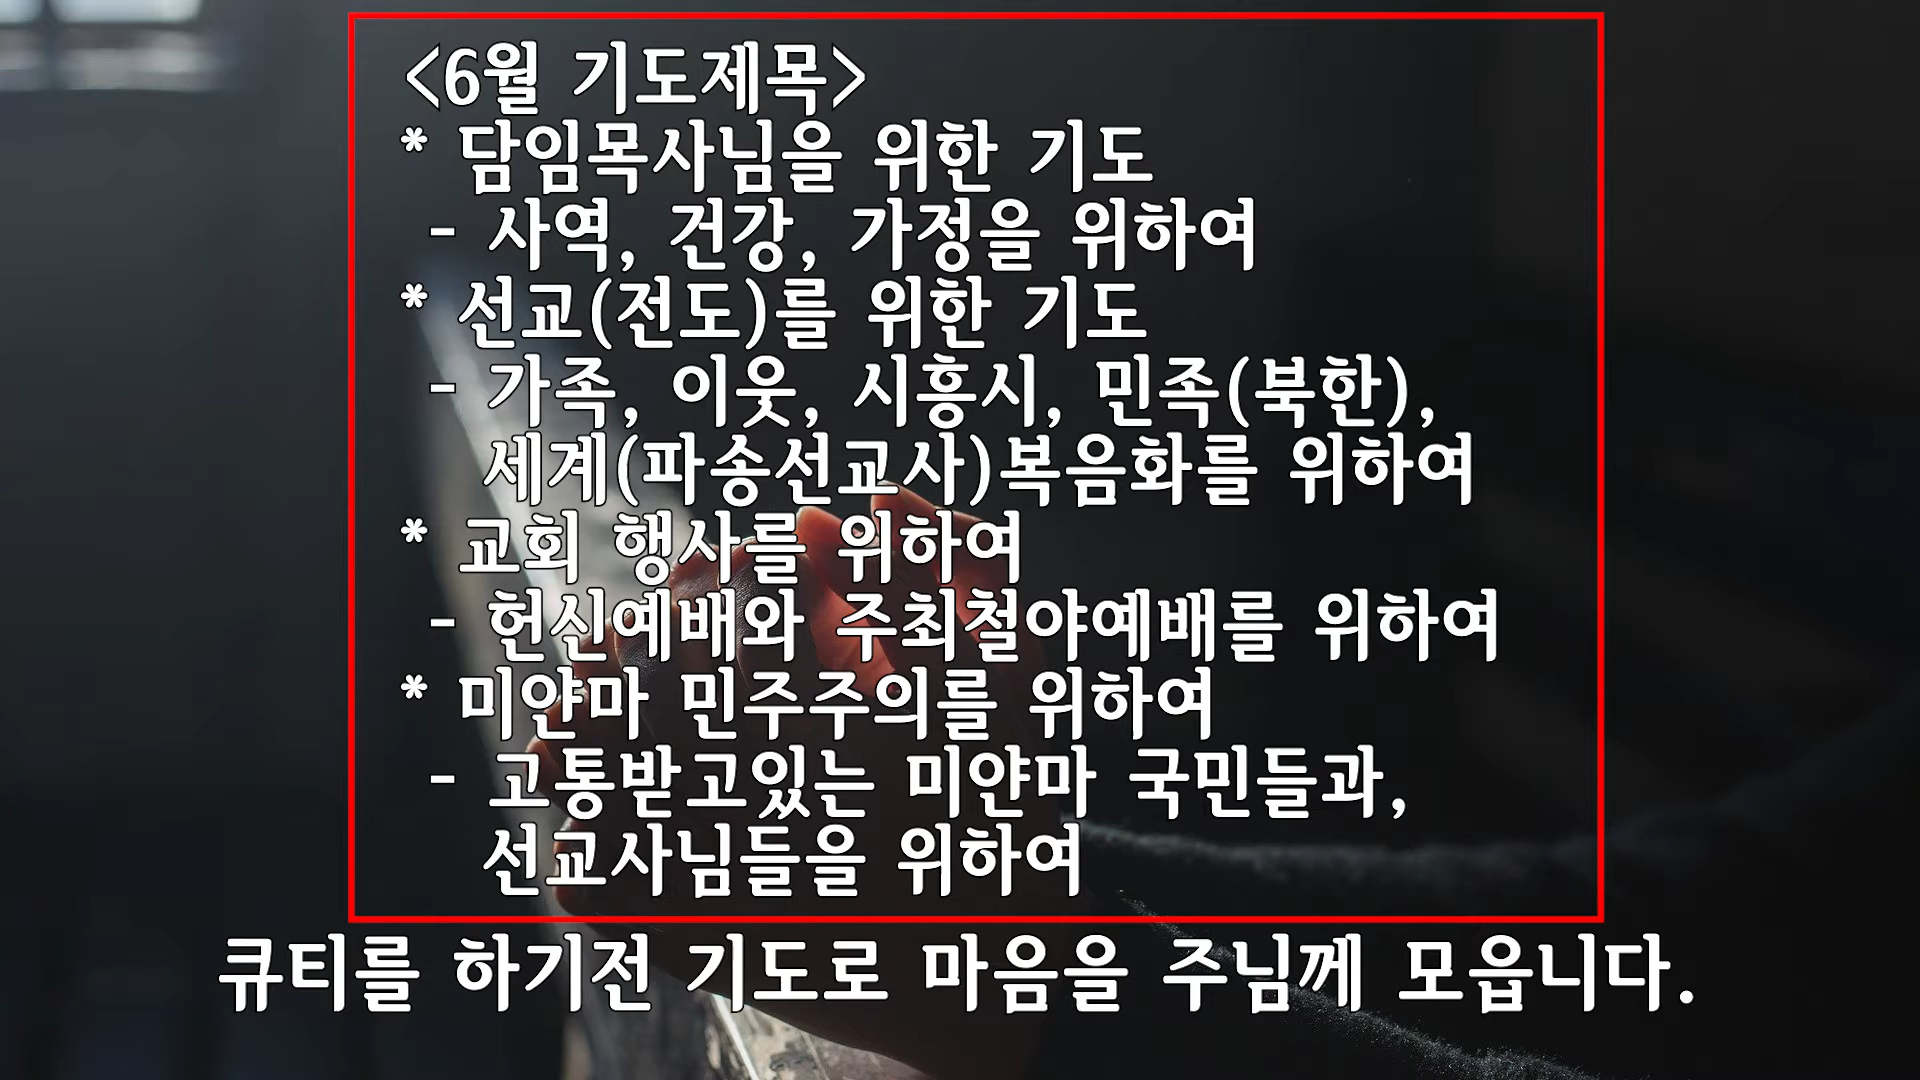 <6월 기도제목>
* 담임목사님을 위한 기도
- 사역, 건강, 가정을 위하여
* 선교(전도)를 위한 기도
- 가족, 이웃, 시흥시, 민족(북한),
세계(파송선교사)복음화를 위하여
* 교회 행사를 위하여
- 헌신예배와 주최철야예배를 위하여
* 미얀마 민주주의를 위하여
- 고통받고있는 미얀마 국민들과,
선교사님들을 위하여
큐티를 하기전 기도로 마음을 주님께 모읍니다.